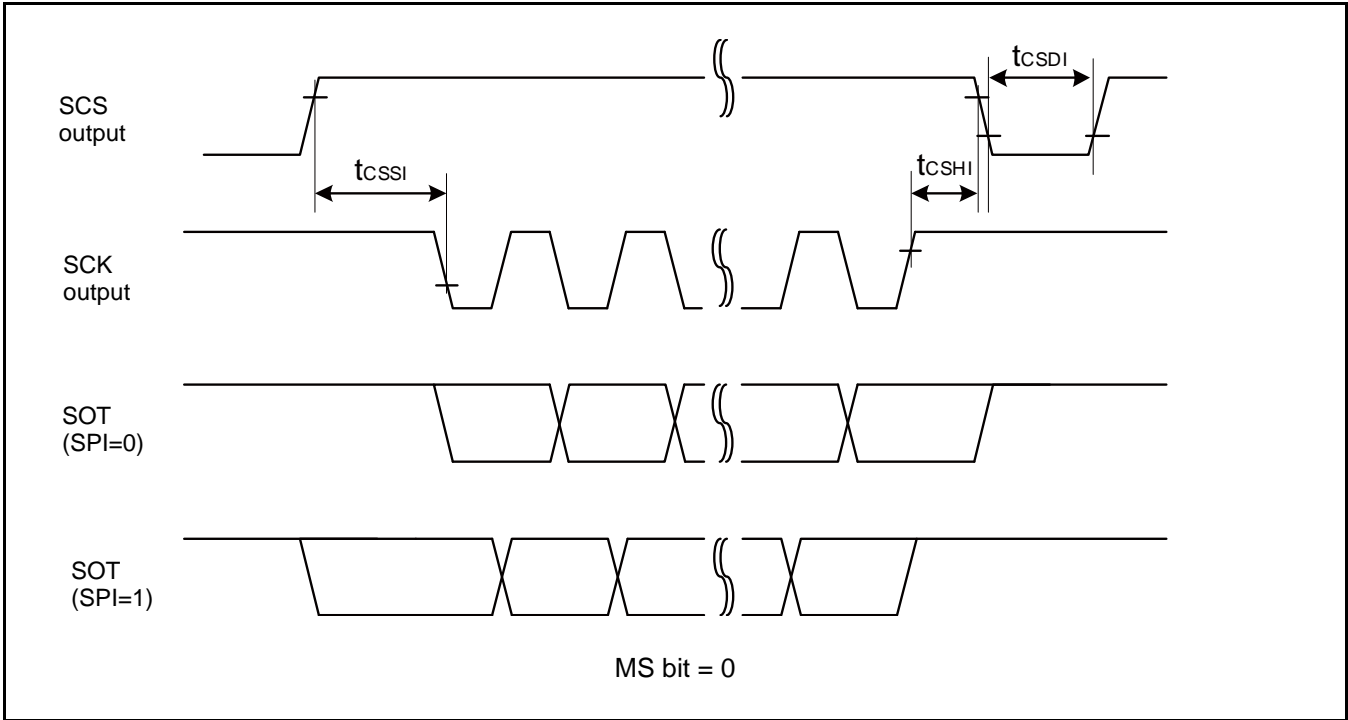 tCSDI
SCS
output
tCSSI
tCSHI
SCK
output
SOT
(SPI=0)
SOT
(SPI=1)
MS bit = 0